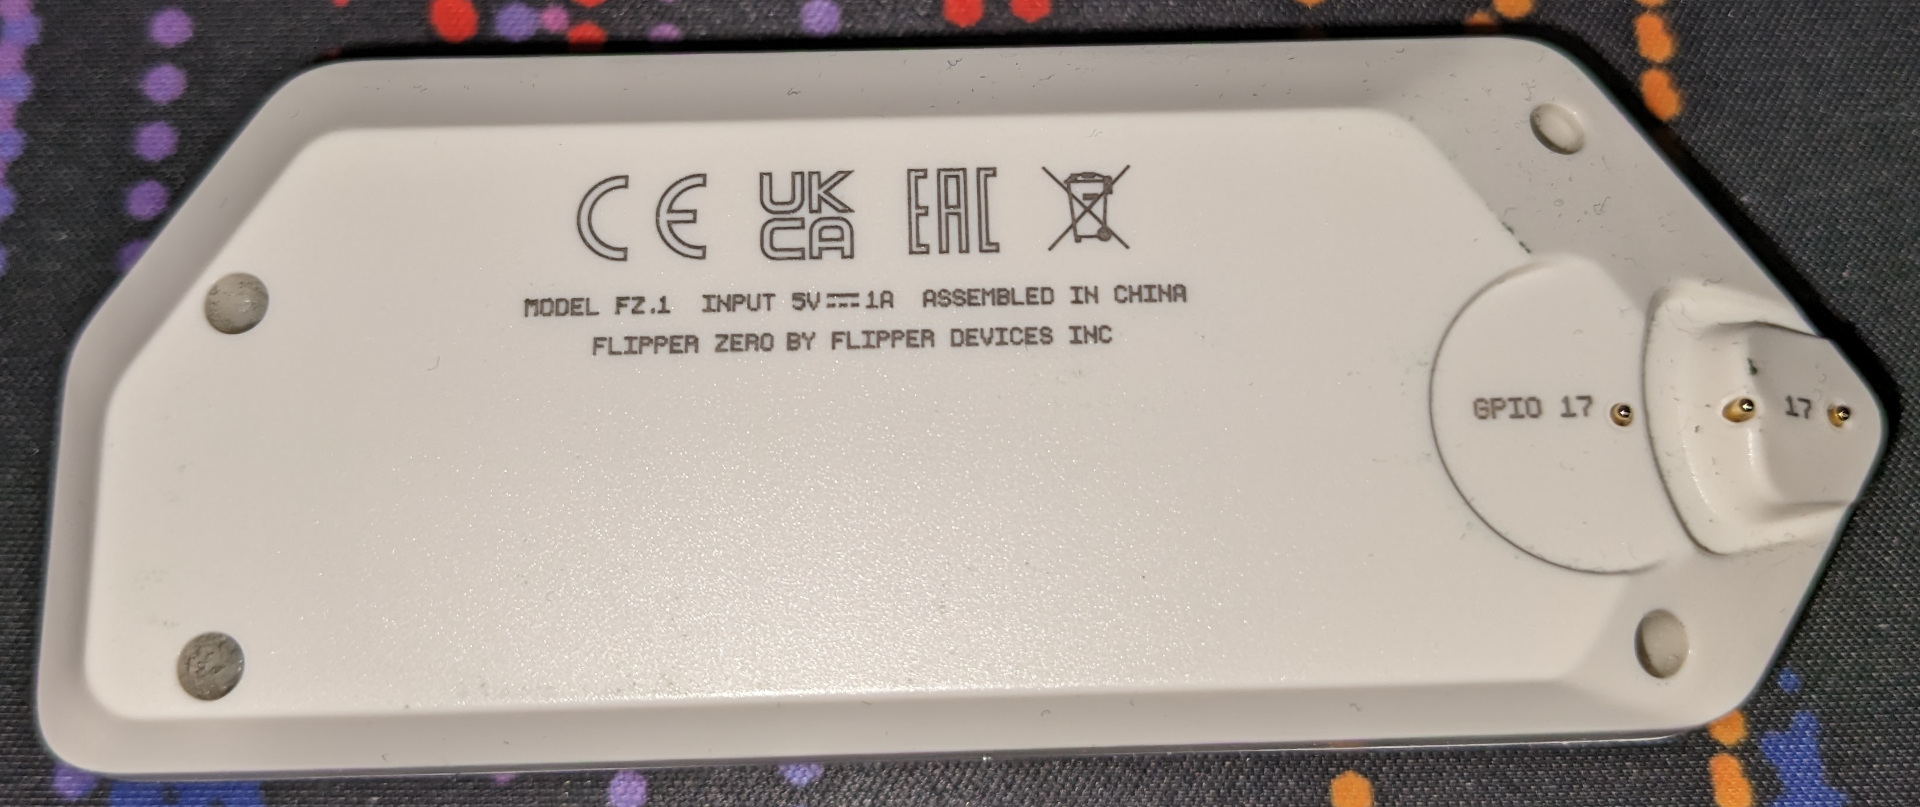 CE UK CA EAC
MODEL FZ.1 INPUT 5V⎓1A ASSEMBLED IN CHINA
FLIPPER ZERO BY FLIPPER DEVICES INC
GPIO 17 17